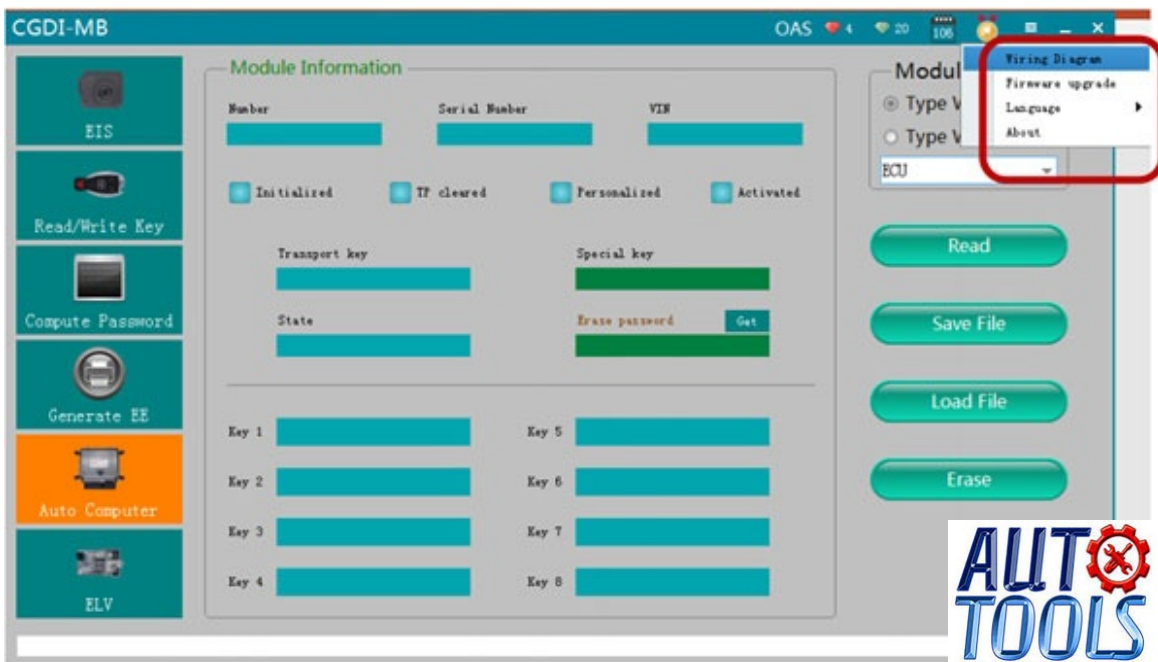 CGDI-MB
OAS 4 20 106
Wiring Diagram
Firmware upgrade
Language
About
EIS
Read/Write Key
Compute Password
Generate EE
Auto Computer
ELV
Module Information
Number Serial Number VIN
Initialized TP cleared Personalized Activated
Transport key Special key
State Erase password Get
Key 1 Key 5
Key 2 Key 6
Key 3 Key 7
Key 4 Key 8
Modul
Type V
Type V
ECU
Read
Save File
Load File
Erase
AUTO
TOOLS